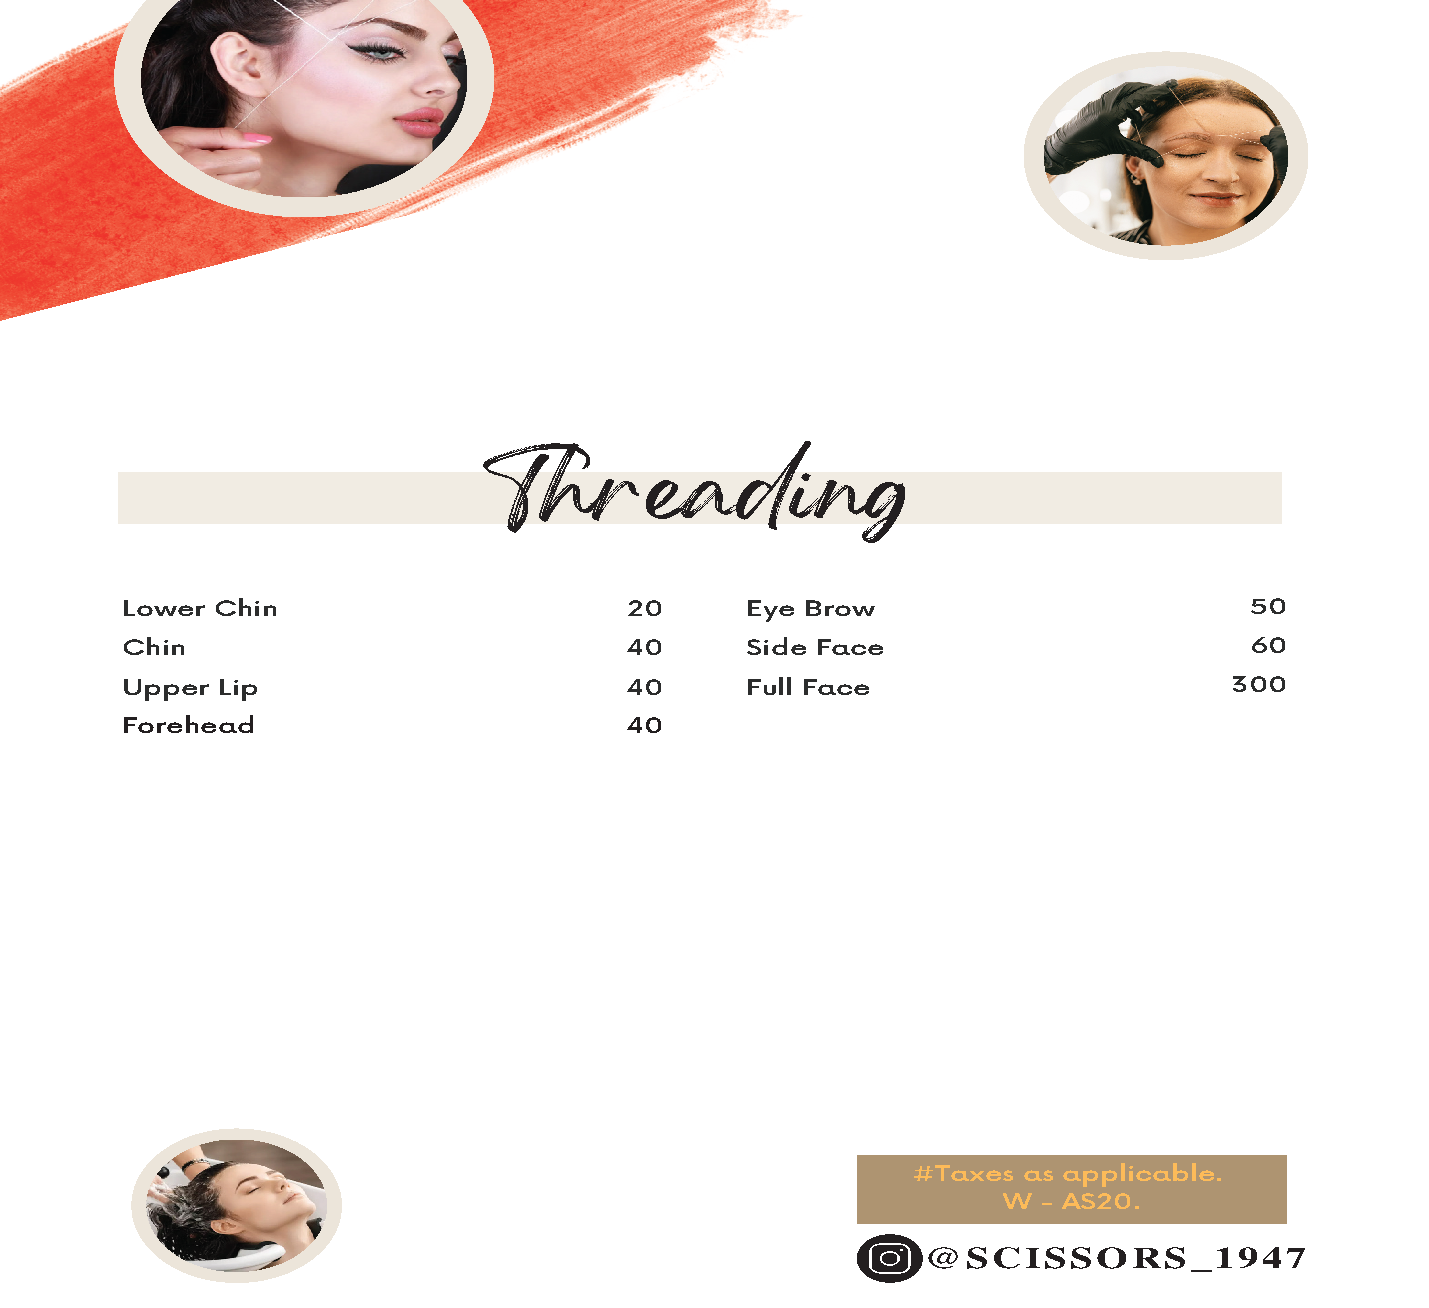 Threading
Lower Chin 20
Chin 40
Upper Lip 40
Forehead 40
Eye Brow 50
Side Face 60
Full Face 300
#Taxes as applicable.
W - AS20.
@SCISSORS_1947